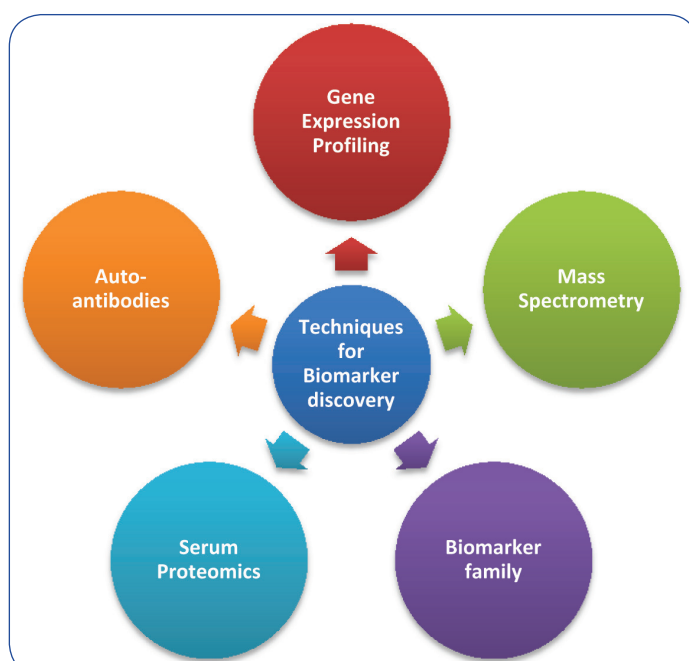 Gene
Expression
Profiling
Auto-
antibodies
Mass
Spectrometry
Techniques
for
Biomarker
discovery
Serum
Proteomics
Biomarker
family